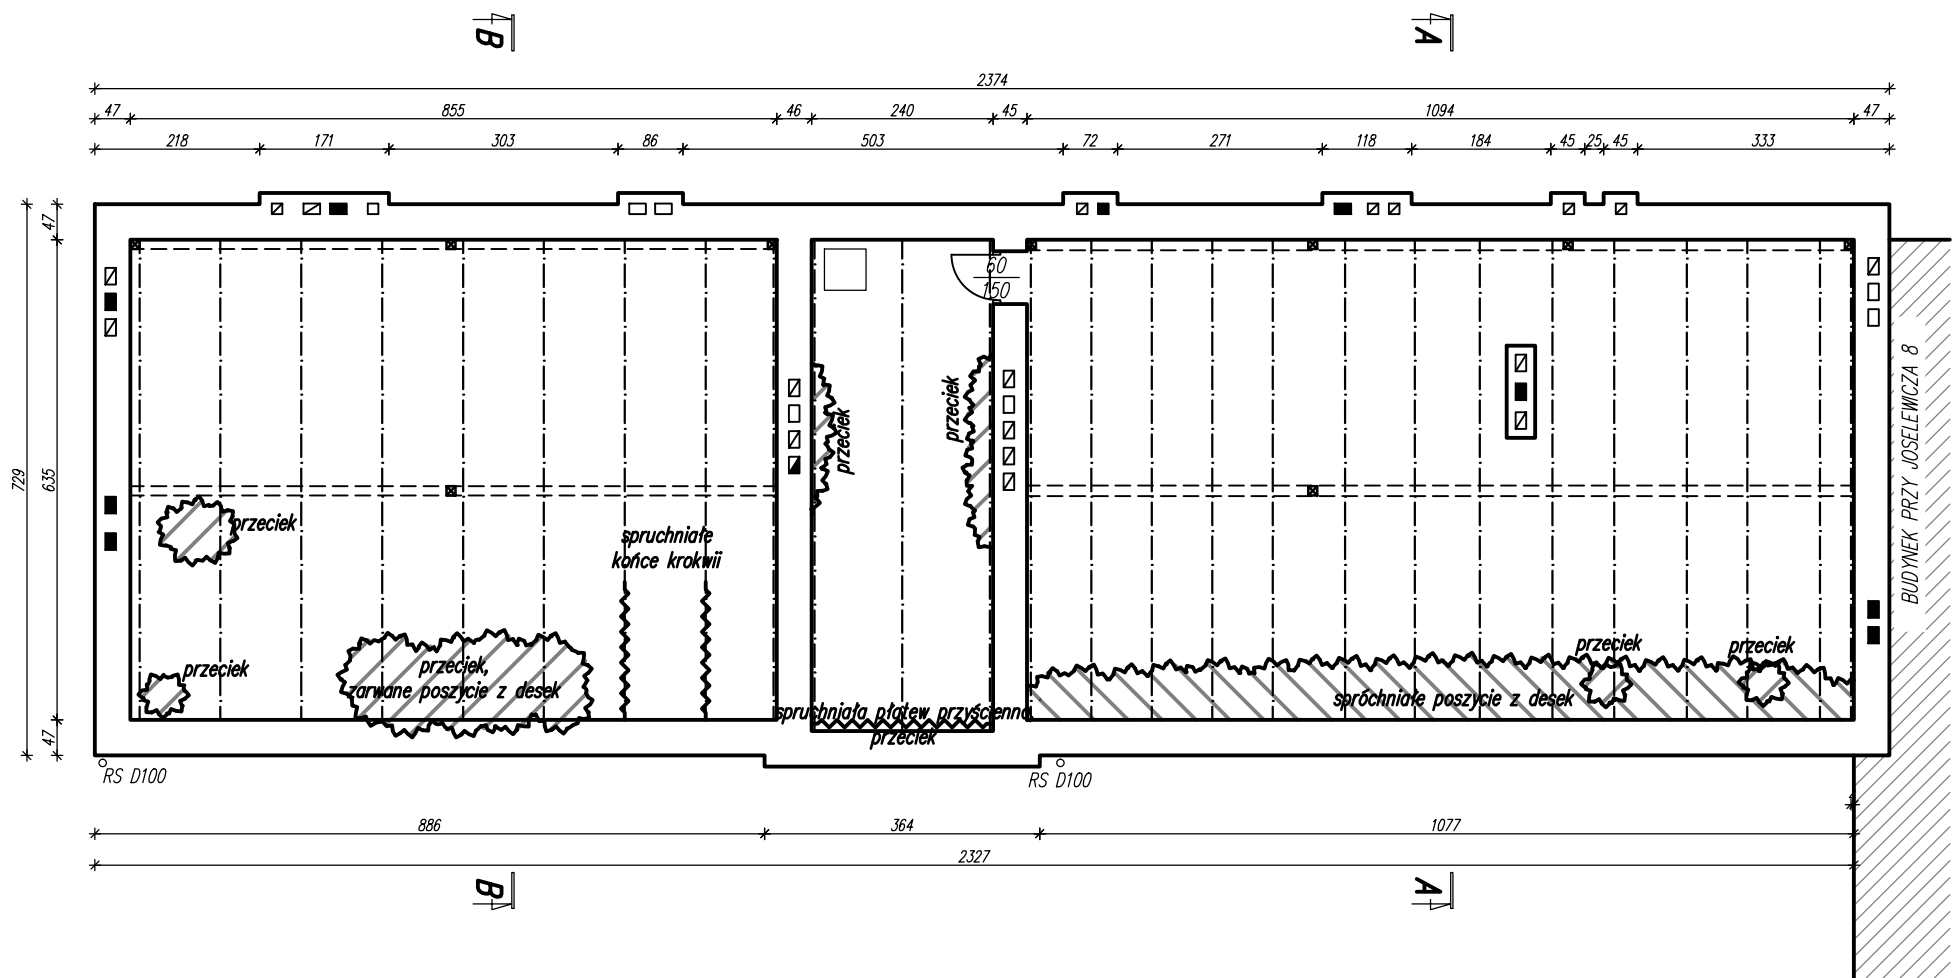 B
A
2374
47
855
46
240
45
1094
47
218
171
303
86
503
72
271
118
184
45
25
45
333
47
729
635
47
60
150
przeciek
przeciek
BUDYNEK PRZY JOSELEWICZA 8
przeciek
spruchniałe
końce krokwii
przeciek
przeciek,
zarwane poszycie z desek
przeciek
przeciek
spróchniałe poszycie z desek
spruchniała płatew przyścienna
przeciek
RS D100
RS D100
886
364
1077
2327
B
A